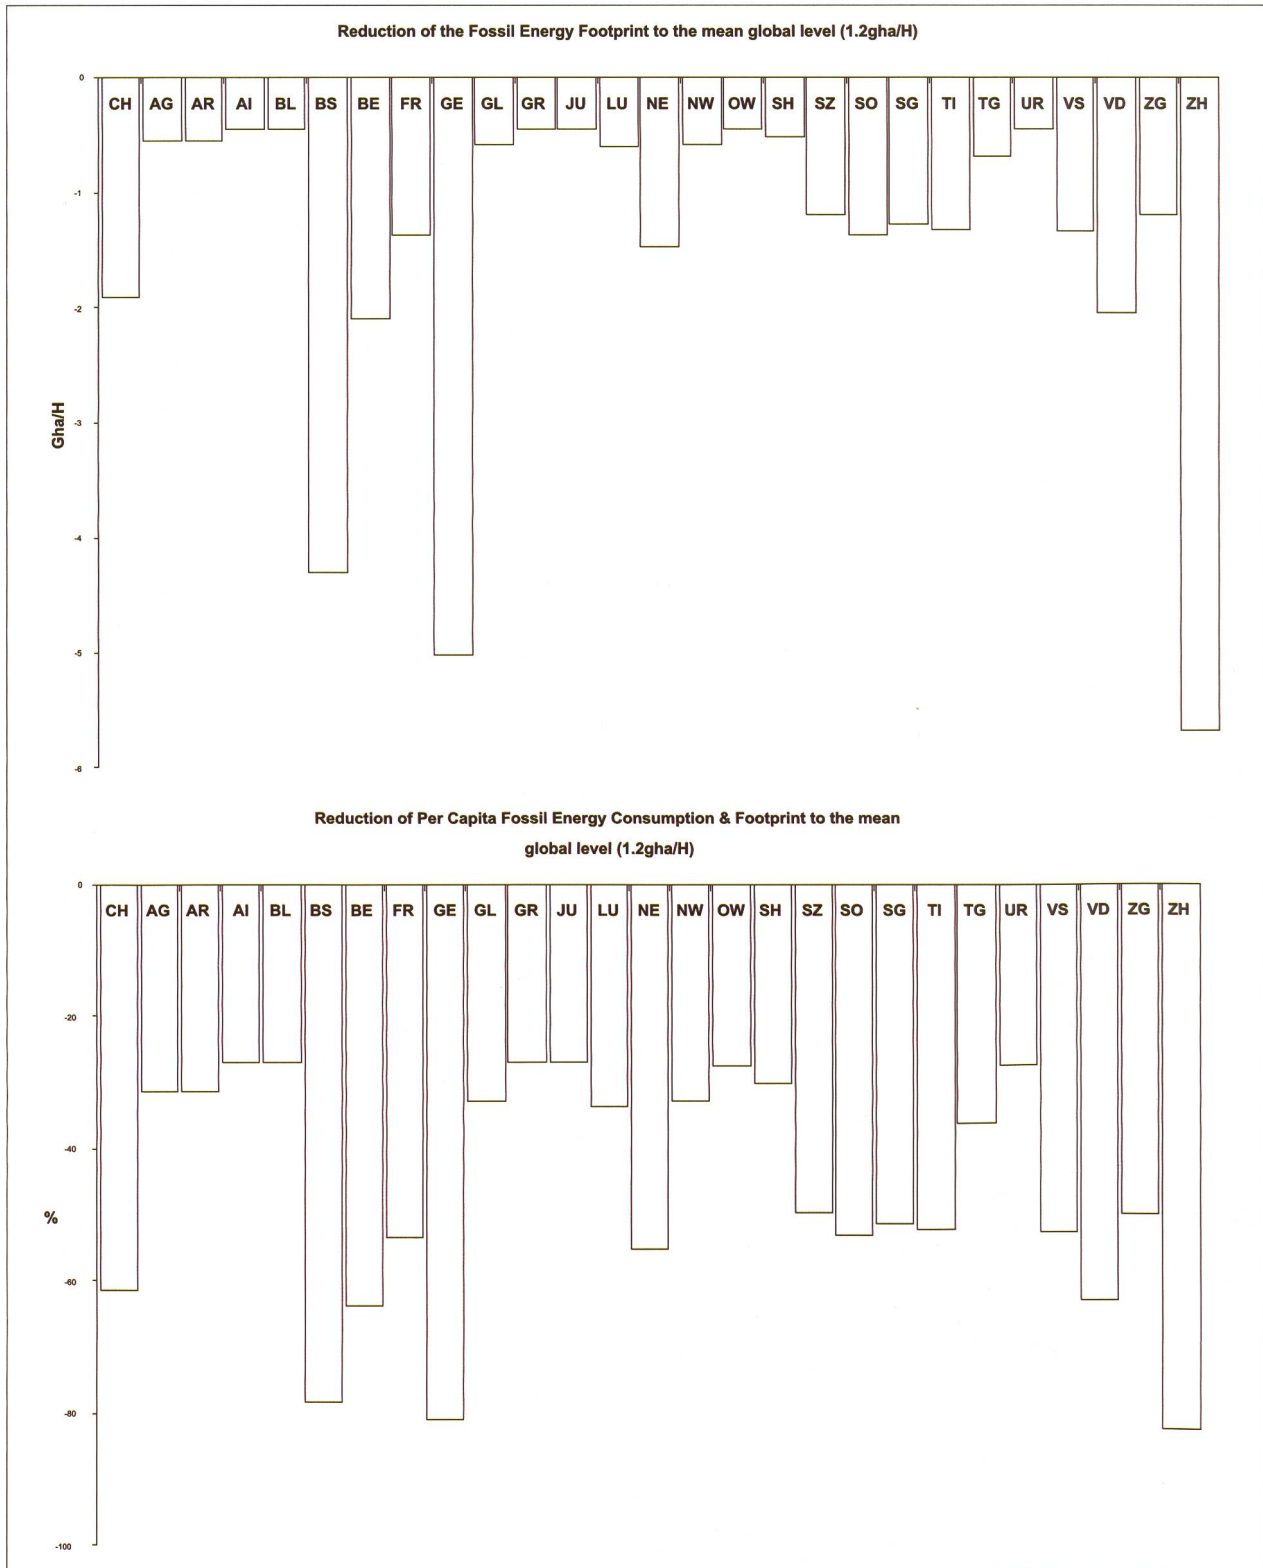 Reduction of the Fossil Energy Footprint to the mean global level (1.2gha/H)
0
CH AG AR AI BL BS BE FR GE GL GR JU LU NE NW OW SH SZ SO SG TI TG UR VS VD ZG ZH
-1
-2
-3
Gha/H
-4
-5
-6
Reduction of Per Capita Fossil Energy Consumption & Footprint to the mean
global level (1.2gha/H)
0
CH AG AR AI BL BS BE FR GE GL GR JU LU NE NW OW SH SZ SO SG TI TG UR VS VD ZG ZH
-20
-40
%
-60
-80
-100